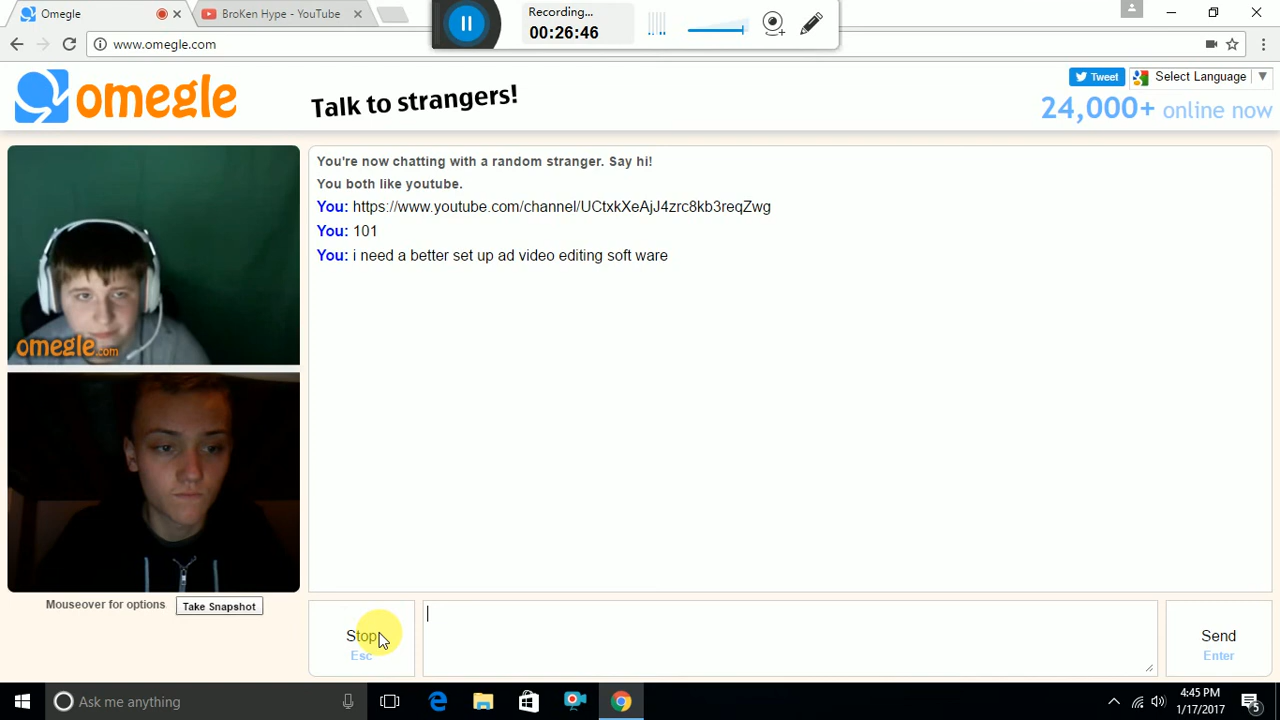 Omegle
BroKen Hype - YouTube
Recording...
00:26:46
www.omegle.com
omegle
Talk to strangers!
Tweet
Select Language
24,000+ online now
You're now chatting with a random stranger. Say hi!
You both like youtube.
You: https://www.youtube.com/channel/UCtxkXeAjJ4zrc8kb3reqZwg
You: 101
You: i need a better set up ad video editing soft ware
omegle.com
Mouseover for options
Take Snapshot
Stop
Esc
Send
Enter
Ask me anything
4:45 PM
1/17/2017
5